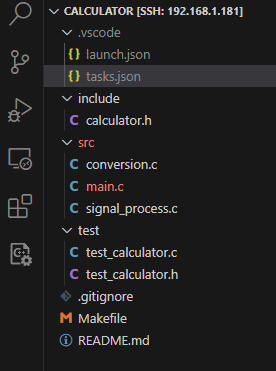 CALCULATOR [SSH: 192.168.1.181]
.vscode
{} launch.json
{} tasks.json
include
C calculator.h
src
C conversion.c
C main.c
C signal_process.c
test
C test_calculator.c
C test_calculator.h
.gitignore
M Makefile
README.md